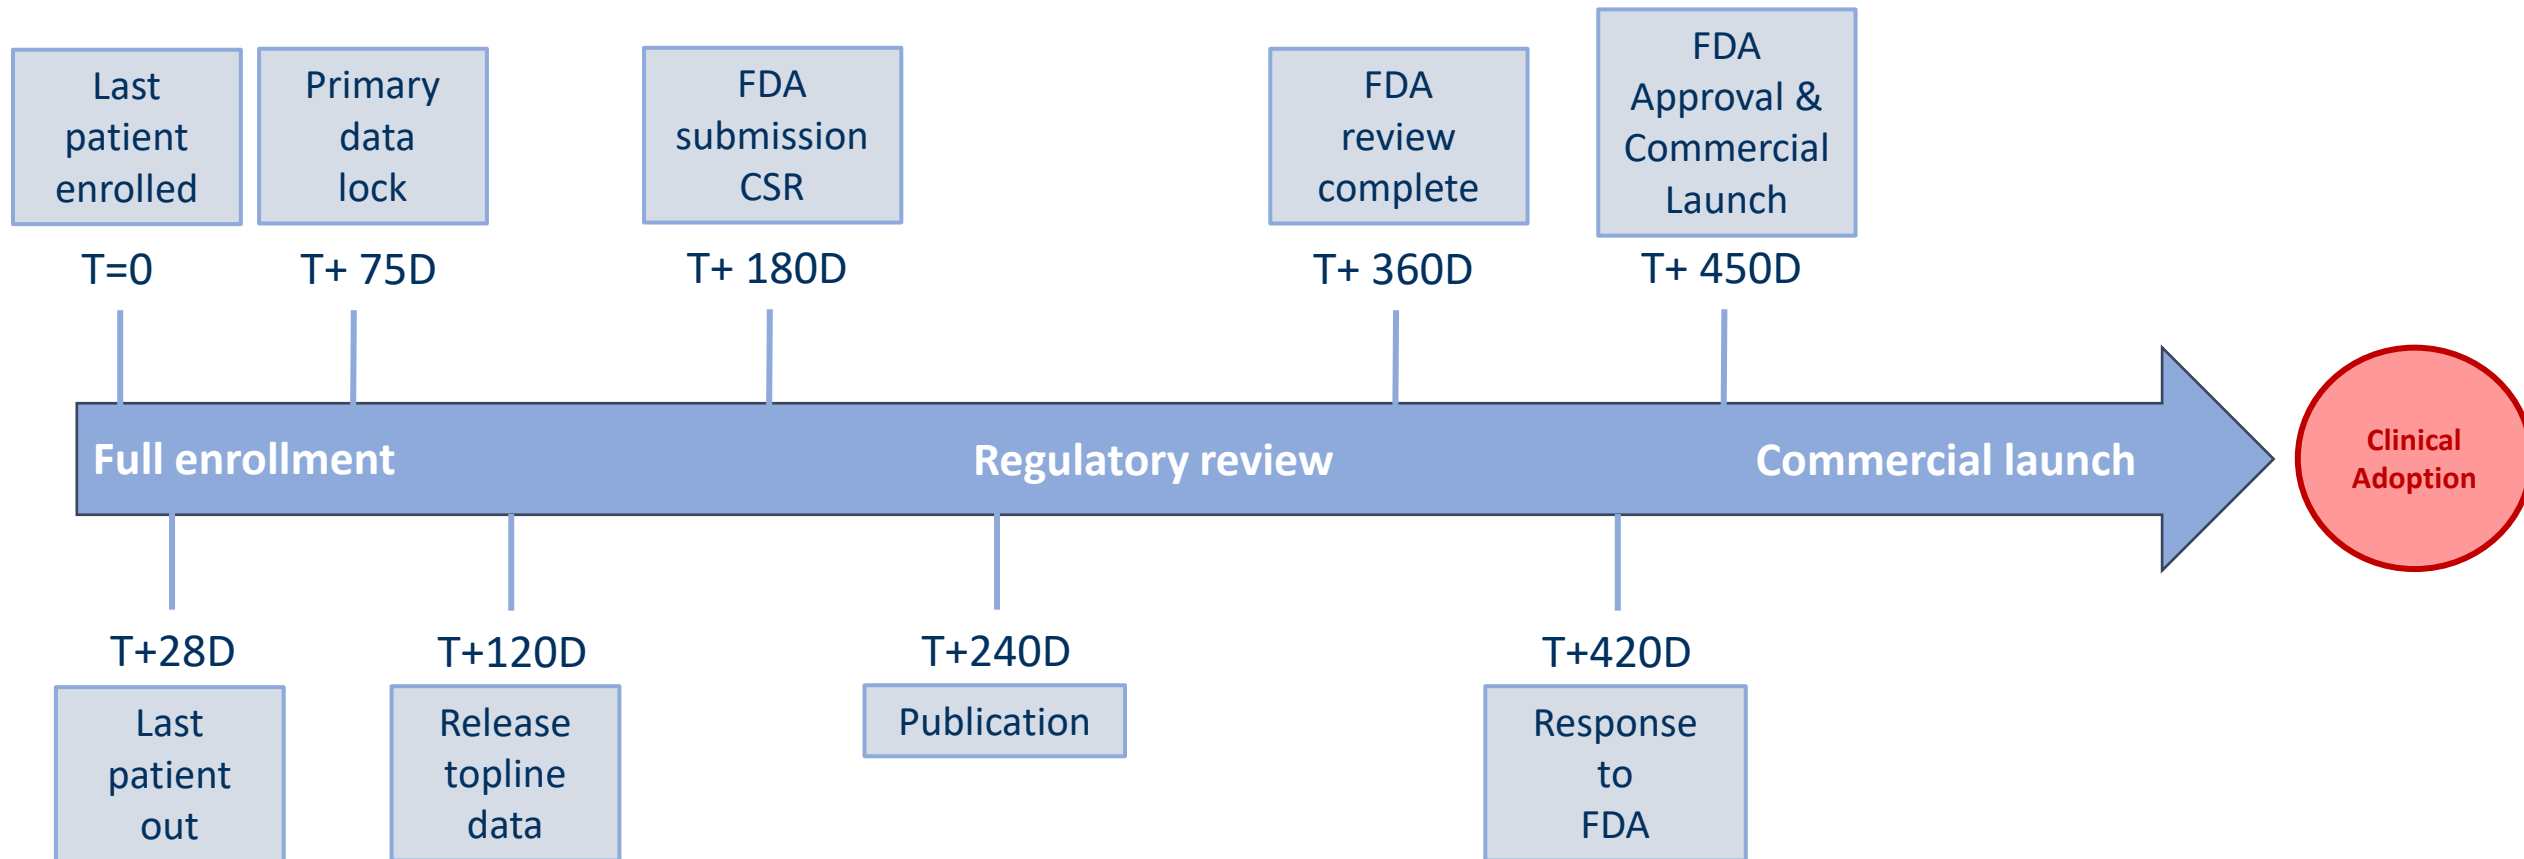 Last
patient
enrolled
T=0
Primary
data
lock
T+ 75D
FDA
submission
CSR
T+ 180D
FDA
review
complete
T+ 360D
FDA
Approval &
Commercial
Launch
T+ 450D
Full enrollment
Regulatory review
Commercial launch
Clinical
Adoption
T+28D
Last
patient
out
T+120D
Release
topline
data
T+240D
Publication
T+420D
Response
to
FDA